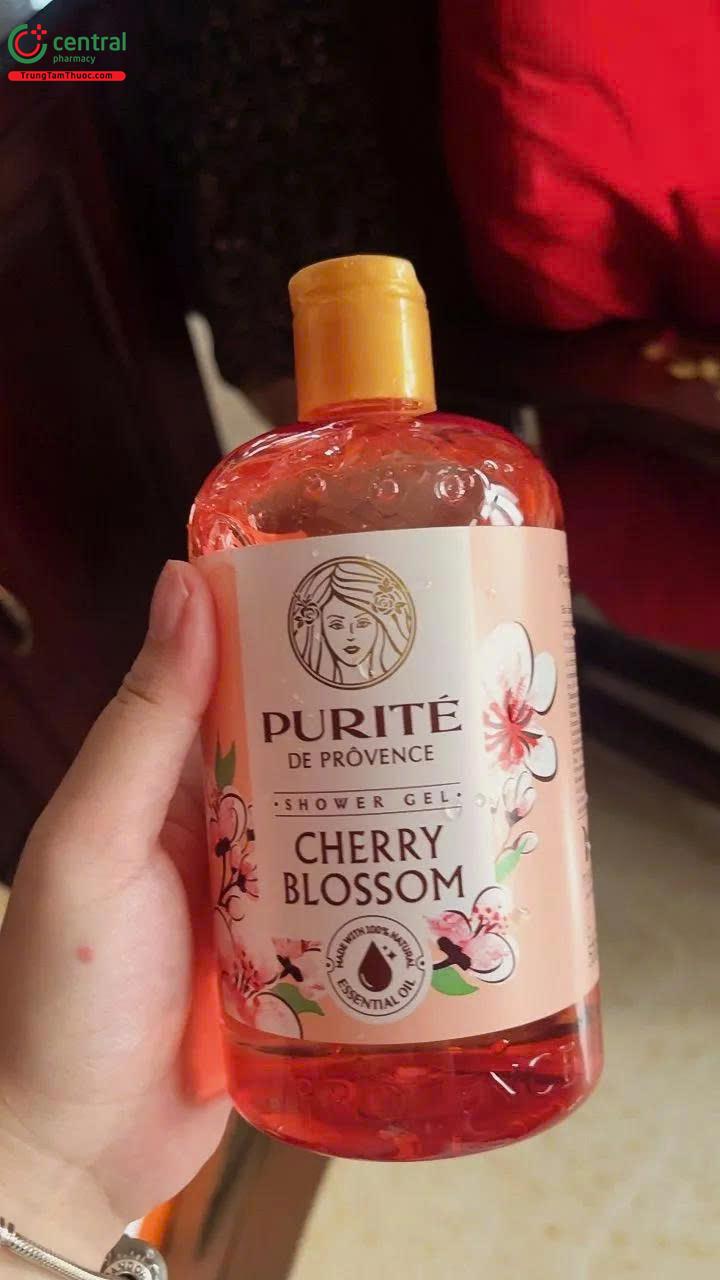 central
pharmacy
TrungTamThuoc.com
PURITÉ
DE PRÔVENCE
· SHOWER GEL ·
CHERRY
BLOSSOM
MADE WITH 100% NATURAL
ESSENTIAL OIL